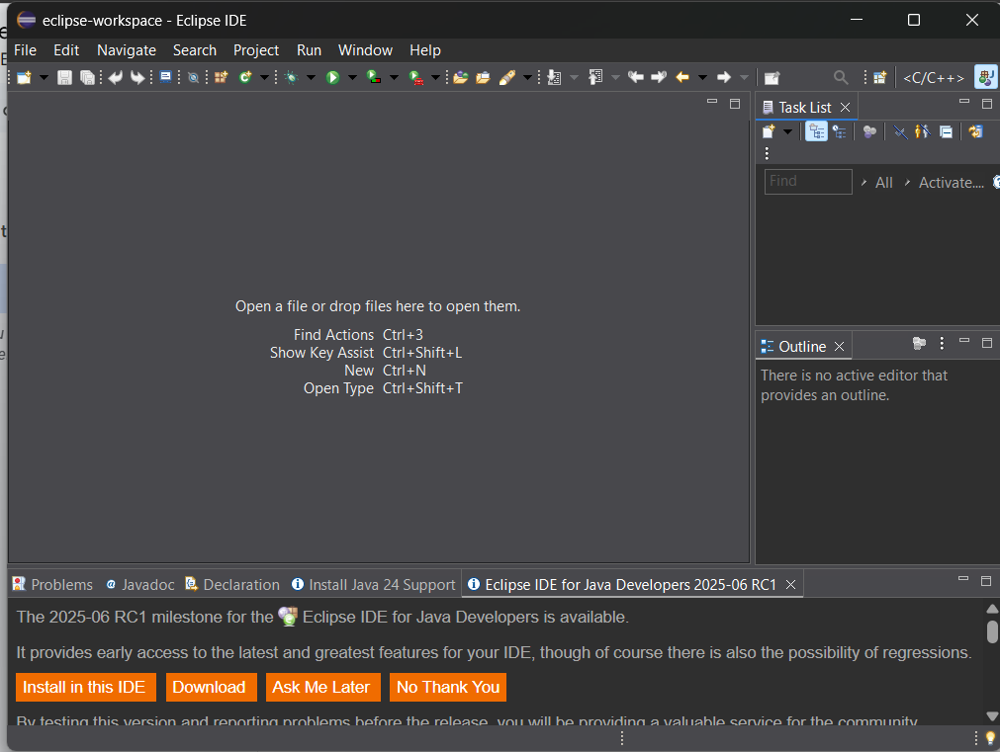 eclipse-workspace - Eclipse IDE
File Edit Navigate Search Project Run Window Help
<C/C++>
Task List
Find All Activate....
Open a file or drop files here to open them.
Find Actions Ctrl+3
Show Key Assist Ctrl+Shift+L
New Ctrl+N
Open Type Ctrl+Shift+T
Outline
There is no active editor that
provides an outline.
Problems @ Javadoc Declaration Install Java 24 Support Eclipse IDE for Java Developers 2025-06 RC1
The 2025-06 RC1 milestone for the Eclipse IDE for Java Developers is available.
It provides early access to the latest and greatest features for your IDE, though of course there is also the possibility of regressions.
Install in this IDE Download Ask Me Later No Thank You
By testing this version and reporting problems before the release, you will be providing a valuable service for the community.